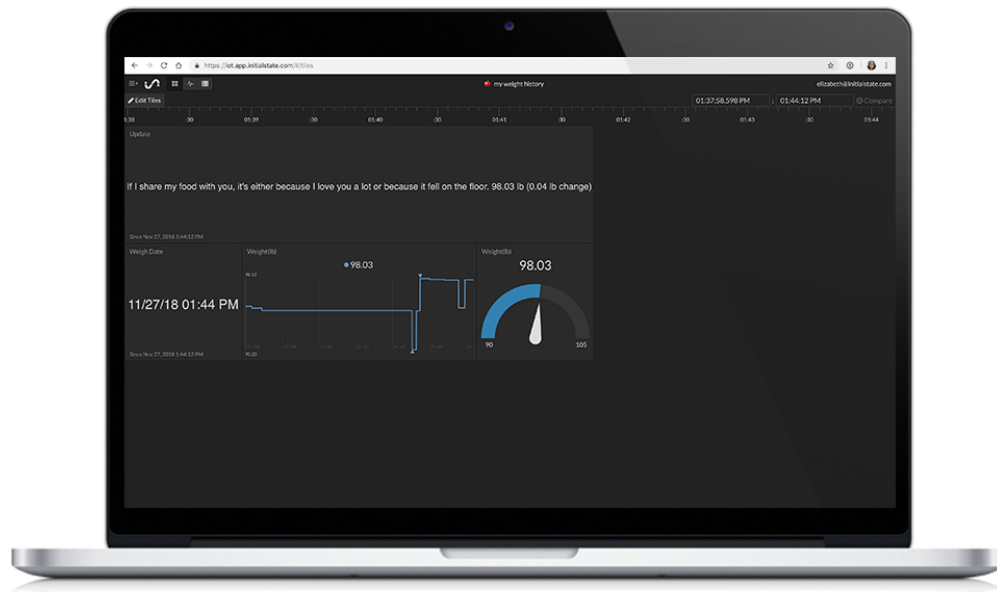 https://iot.app.initialstate.com/#/tiles
my weight history
elizabeth@initialstate.com
Edit Tiles
01:37:58.598 PM : 01:44:12 PM Compare
:30 01:39 :30 01:40 :30 01:41 :30 01:42 :30 01:43 :30 01:44
Update
If I share my food with you, it's either because I love you a lot or because it fell on the floor. 98.03 lb (0.04 lb change)
Since Nov 27, 2018 1:44:12 PM
Weigh Date
11/27/18 01:44 PM
Since Nov 27, 2018 1:44:12 PM
Weight(lb)
98.03
Weight(lb)
98.03
90 105